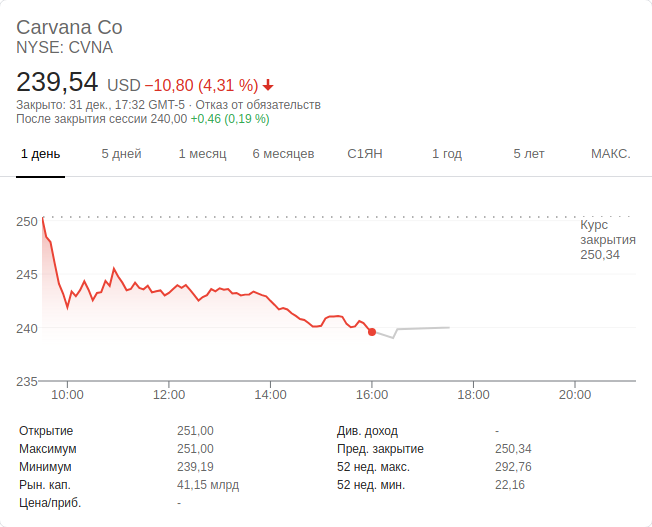 Carvana Co
NYSE: CVNA
239,54 USD −10,80 (4,31 %)
Закрыто: 31 дек., 17:32 GMT-5 · Отказ от обязательств
После закрытия сессии 240,00 +0,46 (0,19 %)
1 день 5 дней 1 месяц 6 месяцев С1ЯН 1 год 5 лет МАКС.
250
245
240
235
Курс
закрытия
250,34
10:00 12:00 14:00 16:00 18:00 20:00
Открытие 251,00 Див. доход -
Максимум 251,00 Пред. закрытие 250,34
Минимум 239,19 52 нед. макс. 292,76
Рын. кап. 41,15 млрд 52 нед. мин. 22,16
Цена/приб. -